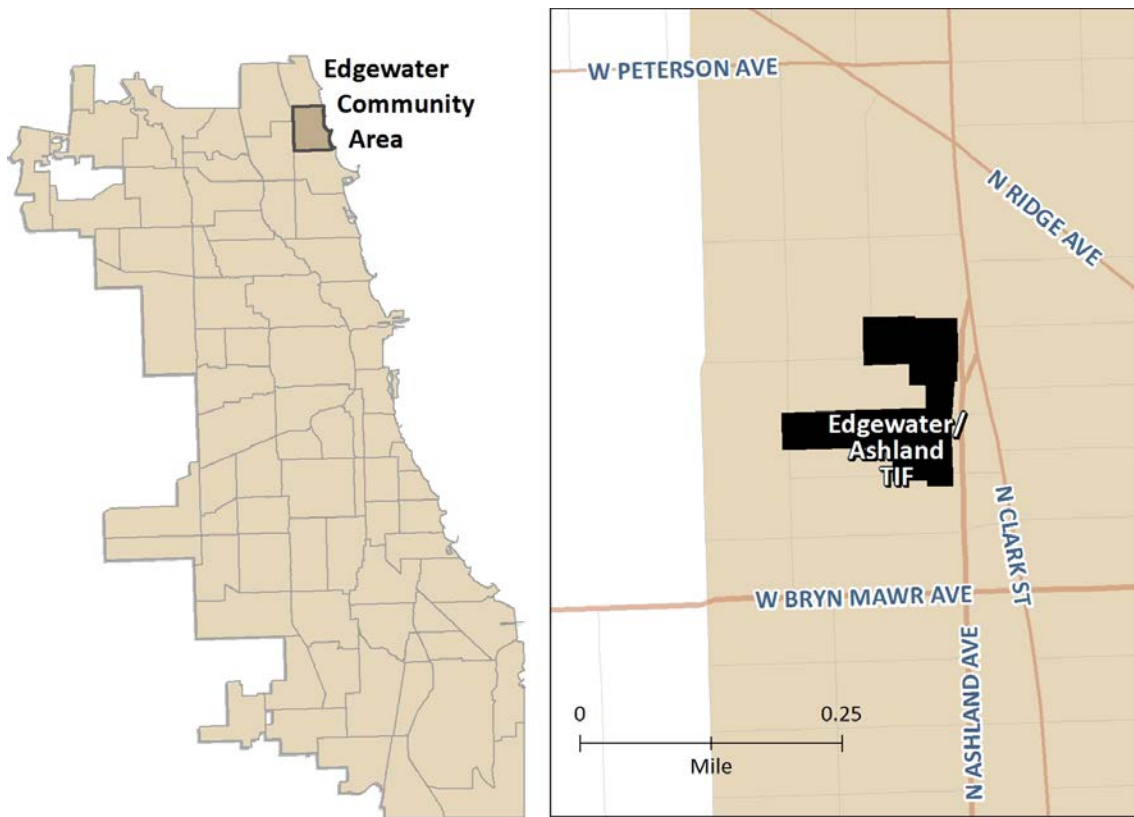 Edgewater
Community
Area
W PETERSON AVE
N RIDGE AVE
Edgewater/
Ashland
TIF
N CLARK ST
W BRYN MAWR AVE
N ASHLAND AVE
0
0.25
Mile